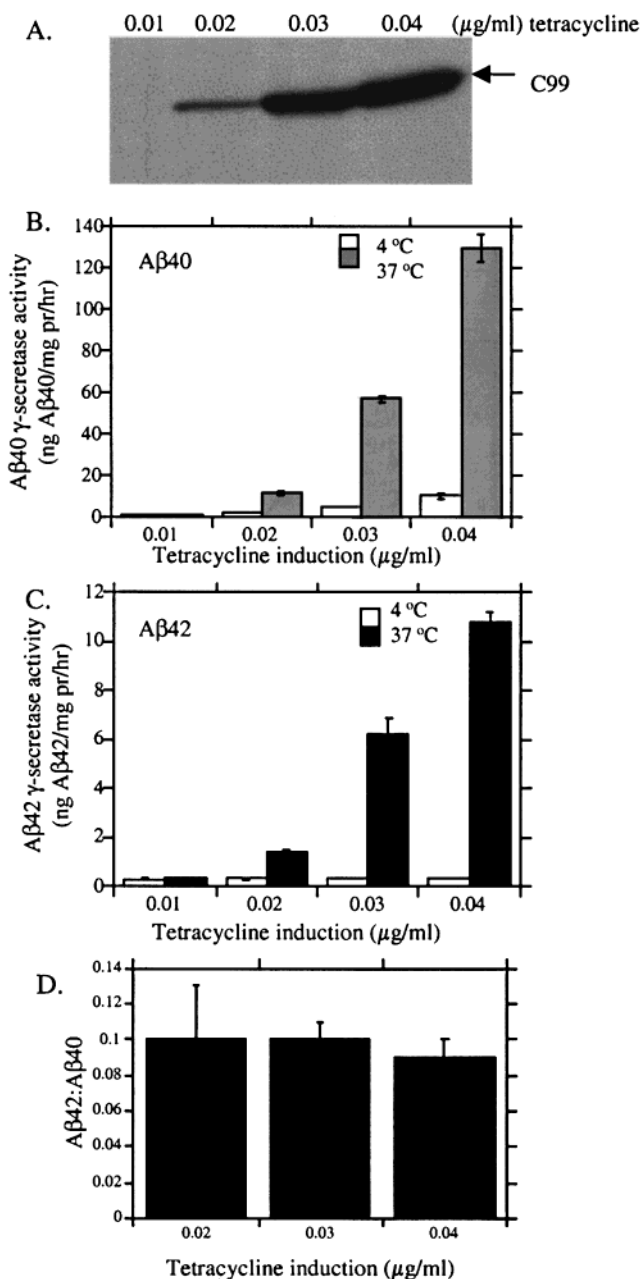 A.
0.01 0.02 0.03 0.04 (µg/ml) tetracycline
C99
B.
Aβ40
4 ºC
37 ºC
140
120
100
80
60
40
20
0
Aβ40 γ-secretase activity
(ng Aβ40/mg pr/hr)
0.01 0.02 0.03 0.04
Tetracycline induction (µg/ml)
C.
Aβ42
4 ºC
37 ºC
12
10
8
6
4
2
0
Aβ42 γ-secretase activity
(ng Aβ42/mg pr/hr)
0.01 0.02 0.03 0.04
Tetracycline induction (µg/ml)
D.
0.14
0.12
0.1
0.08
0.06
0.04
0.02
0
Aβ42:Aβ40
0.02 0.03 0.04
Tetracycline induction (µg/ml)